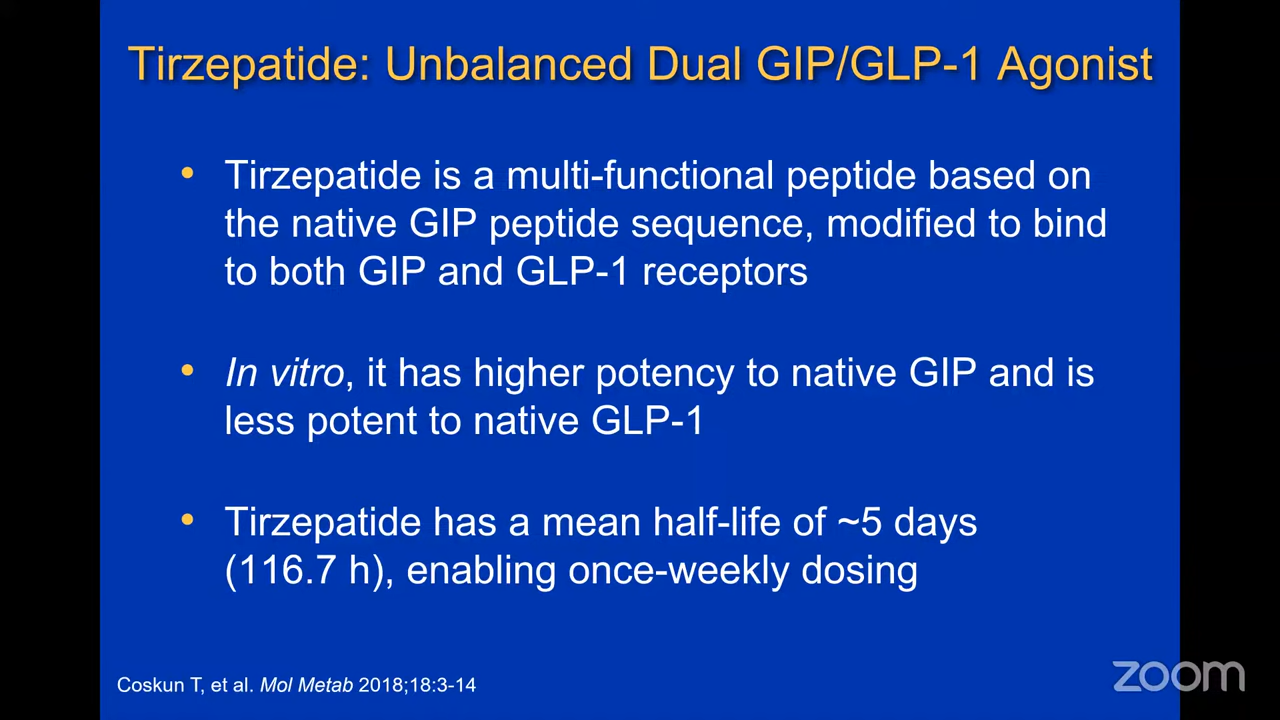 Tirzepatide: Unbalanced Dual GIP/GLP-1 Agonist
• Tirzepatide is a multi-functional peptide based on
the native GIP peptide sequence, modified to bind
to both GIP and GLP-1 receptors
• In vitro, it has higher potency to native GIP and is
less potent to native GLP-1
• Tirzepatide has a mean half-life of ~5 days
(116.7 h), enabling once-weekly dosing
Coskun T, et al. Mol Metab 2018;18:3-14
zoom